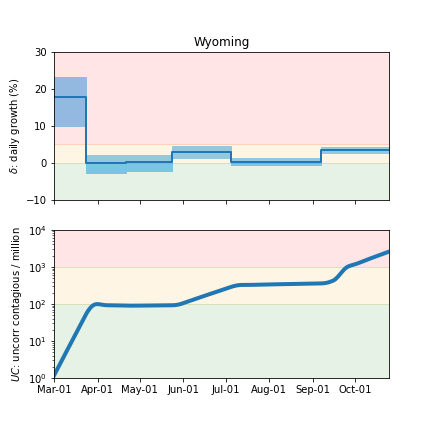 Wyoming
δ: daily growth (%)
30
20
10
0
−10
UC: uncorr contagious / million
10⁴
10³
10²
10¹
10⁰
Mar-01 Apr-01 May-01 Jun-01 Jul-01 Aug-01 Sep-01 Oct-01